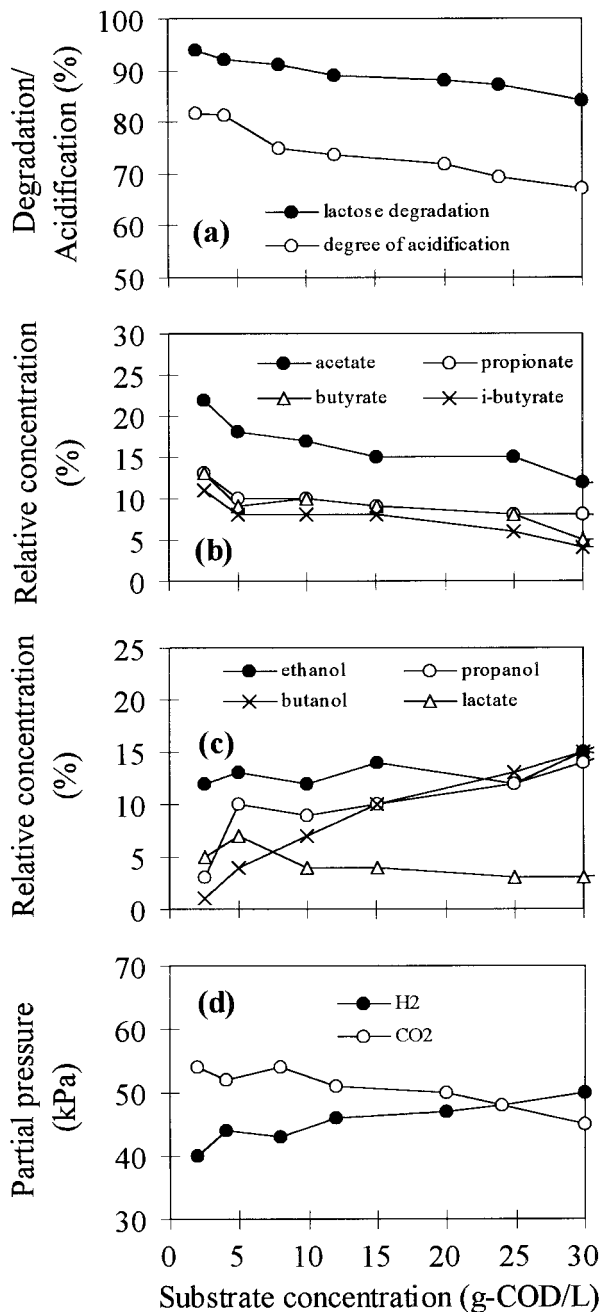 Degradation/
Acidification (%)
100
90
80
70
60
50
lactose degradation
degree of acidification
(a)
Relative concentration
(%)
30
25
20
15
10
5
0
acetate
propionate
butyrate
i-butyrate
(b)
Relative concentration
(%)
25
20
15
10
5
0
ethanol
propanol
butanol
lactate
(c)
Partial pressure
(kPa)
70
60
50
40
30
(d)
H2
CO2
0 5 10 15 20 25 30
Substrate concentration (g-COD/L)